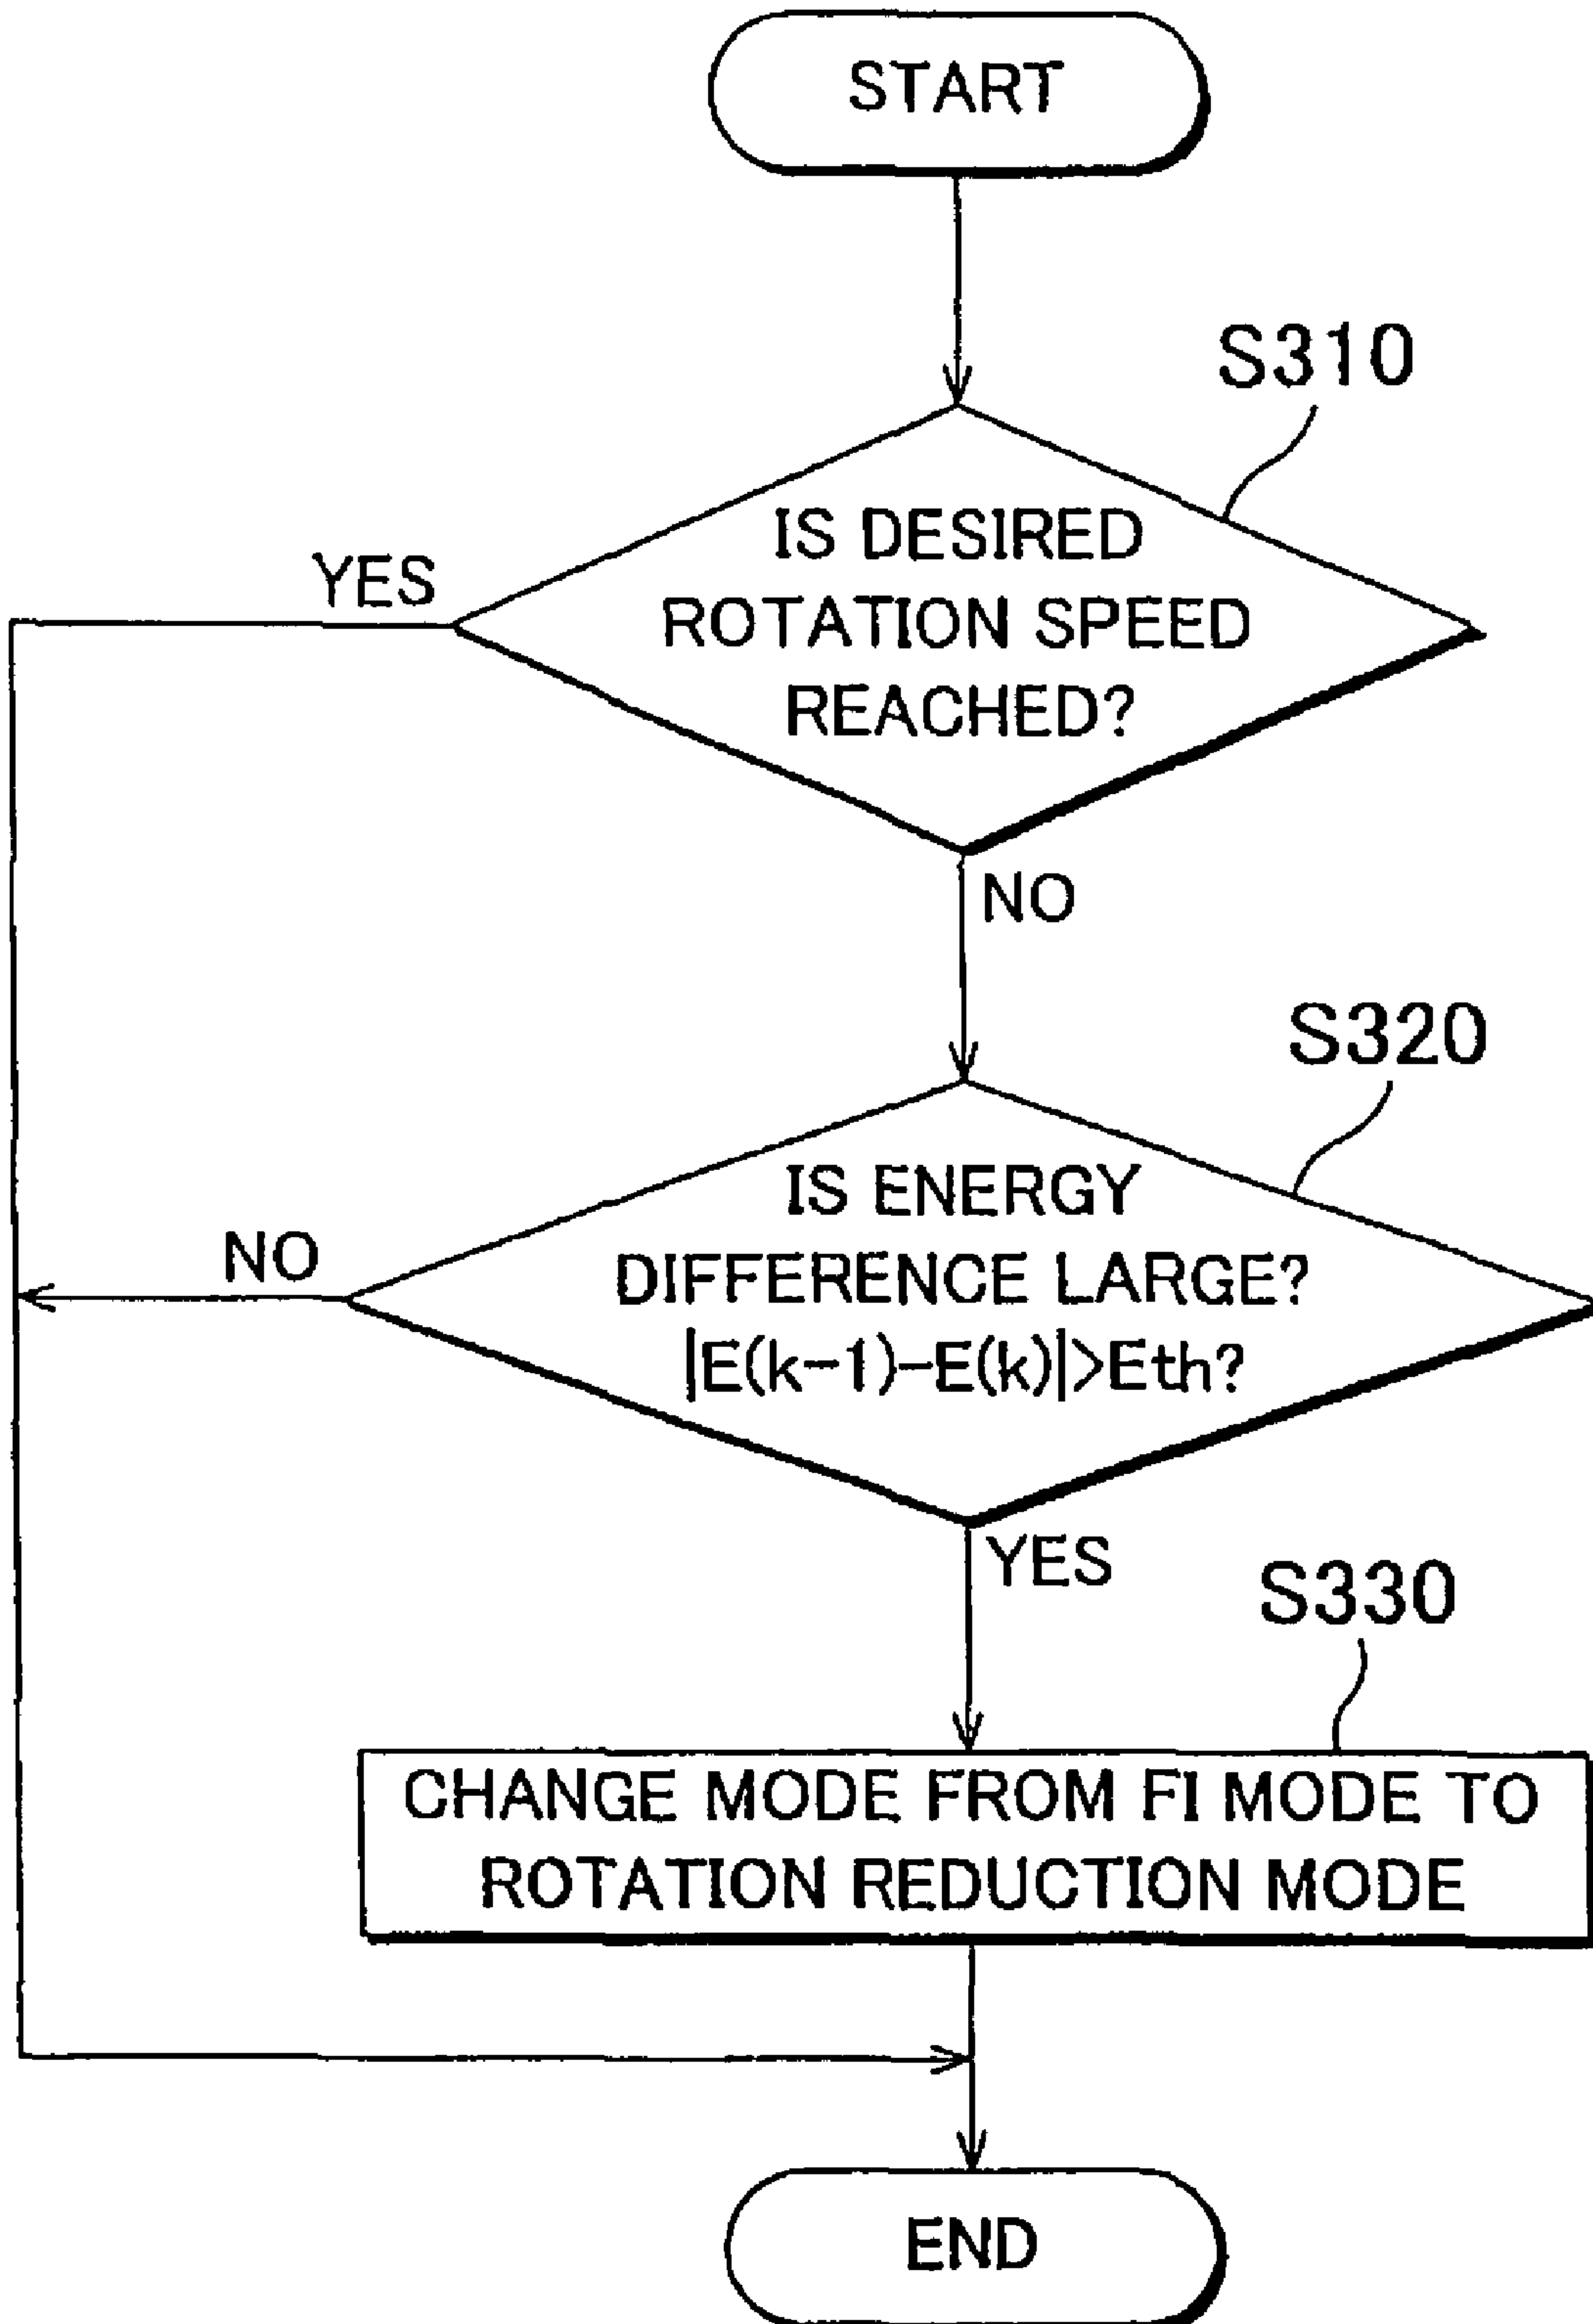 START
S310
IS DESIRED
ROTATION SPEED
REACHED?
YES
NO
S320
IS ENERGY
DIFFERENCE LARGE?
|E(k-1)-E(k)|>Eth?
NO
YES
S330
CHANGE MODE FROM FI MODE TO
ROTATION REDUCTION MODE
END